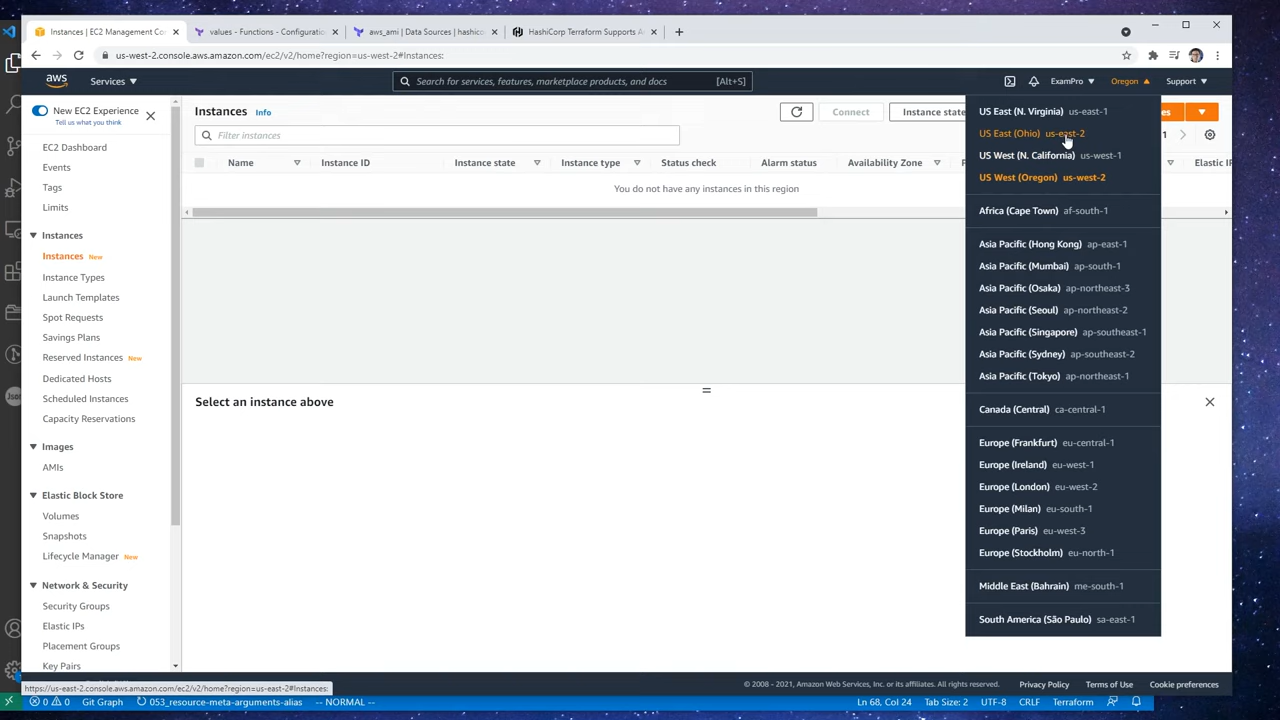 Instances | EC2 Management Co
values - Functions - Configuratio
aws_ami | Data Sources | hashico
HashiCorp Terraform Supports A
us-west-2.console.aws.amazon.com/ec2/v2/home?region=us-west-2#Instances:
aws
Services
Search for services, features, marketplace products, and docs [Alt+S]
ExamPro
Oregon
Support
New EC2 Experience
Tell us what you think
EC2 Dashboard
Events
Tags
Limits
Instances
Instances New
Instance Types
Launch Templates
Spot Requests
Savings Plans
Reserved Instances New
Dedicated Hosts
Scheduled Instances
Capacity Reservations
Images
AMIs
Elastic Block Store
Volumes
Snapshots
Lifecycle Manager New
Network & Security
Security Groups
Elastic IPs
Placement Groups
Key Pairs
Instances Info
Connect
Instance state
es
Filter instances
1
Name Instance ID Instance state Instance type Status check Alarm status Availability Zone P Elastic IP
You do not have any instances in this region
Select an instance above
US East (N. Virginia) us-east-1
US East (Ohio) us-east-2
US West (N. California) us-west-1
US West (Oregon) us-west-2
Africa (Cape Town) af-south-1
Asia Pacific (Hong Kong) ap-east-1
Asia Pacific (Mumbai) ap-south-1
Asia Pacific (Osaka) ap-northeast-3
Asia Pacific (Seoul) ap-northeast-2
Asia Pacific (Singapore) ap-southeast-1
Asia Pacific (Sydney) ap-southeast-2
Asia Pacific (Tokyo) ap-northeast-1
Canada (Central) ca-central-1
Europe (Frankfurt) eu-central-1
Europe (Ireland) eu-west-1
Europe (London) eu-west-2
Europe (Milan) eu-south-1
Europe (Paris) eu-west-3
Europe (Stockholm) eu-north-1
Middle East (Bahrain) me-south-1
South America (São Paulo) sa-east-1
© 2008 - 2021, Amazon Web Services, Inc. or its affiliates. All rights reserved. Privacy Policy Terms of Use Cookie preferences
https://us-east-2.console.aws.amazon.com/ec2/v2/home?region=us-east-2#Instances:
0 0 Git Graph 053_resource-meta-arguments-alias -- NORMAL -- Ln 68, Col 24 Tab Size: 2 UTF-8 CRLF Terraform